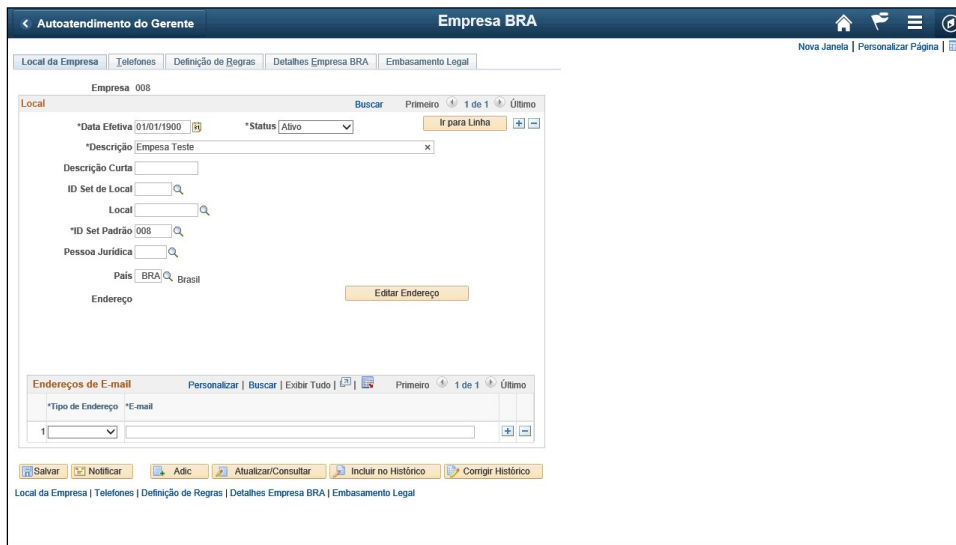 Autoatendimento do Gerente
Empresa BRA
Nova Janela | Personalizar Página |
Local da Empresa Telefones Definição de Regras Detalhes Empresa BRA Embasamento Legal
Empresa 008
Local Buscar Primeiro 1 de 1 Último
*Data Efetiva 01/01/1900 *Status Ativo Ir para Linha
*Descrição Empesa Teste
Descrição Curta
ID Set de Local
Local
*ID Set Padrão 008
Pessoa Jurídica
País BRA Brasil
Endereço Editar Endereço
Endereços de E-mail Personalizar | Buscar | Exibir Tudo | | Primeiro 1 de 1 Último
*Tipo de Endereço *E-mail
1
Salvar Notificar Adic Atualizar/Consultar Incluir no Histórico Corrigir Histórico
Local da Empresa | Telefones | Definição de Regras | Detalhes Empresa BRA | Embasamento Legal